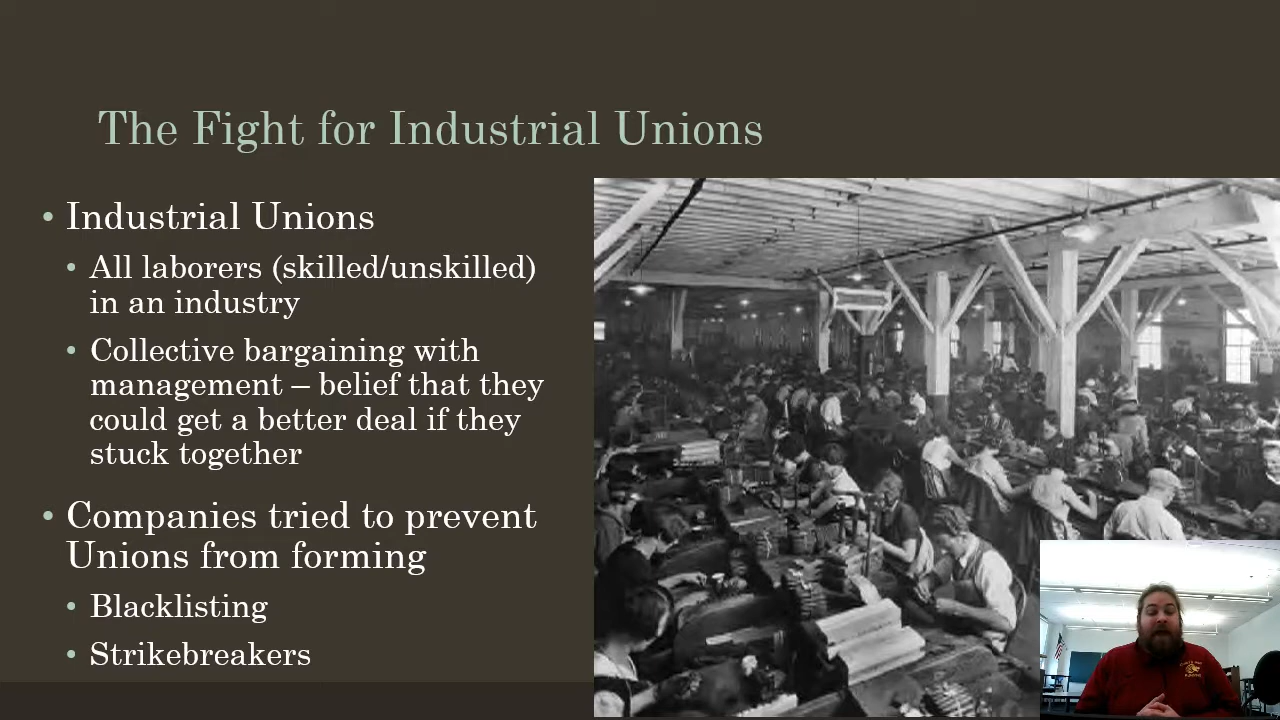 The Fight for Industrial Unions
• Industrial Unions
• All laborers (skilled/unskilled)
in an industry
• Collective bargaining with
management – belief that they
could get a better deal if they
stuck together
• Companies tried to prevent
Unions from forming
• Blacklisting
• Strikebreakers